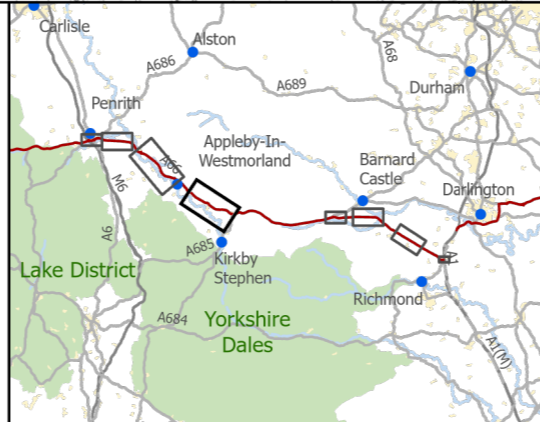 Carlisle
Alston
A686
A68
A689
Durham
Penrith
Appleby-In-
Westmorland
A66
Barnard
Castle
Darlington
M6
A6
A685
Kirkby
Stephen
Lake District
A1
Richmond
A684
Yorkshire
Dales
A1(M)